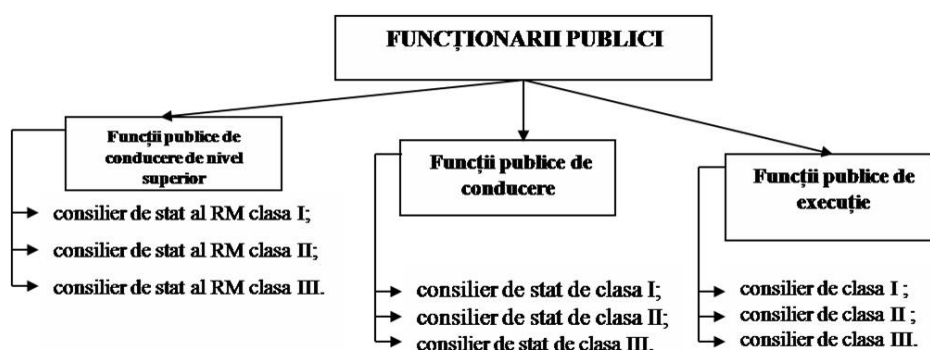 FUNCȚIONARII PUBLICI
Funcții publice de
conducere de nivel
superior
consilier de stat al RM clasa I;
consilier de stat al RM clasa II;
consilier de stat al RM clasa III.
Funcții publice de
conducere
consilier de stat de clasa I;
consilier de stat de clasa II;
consilier de stat de clasa III.
Funcții publice de
execuție
consilier de clasa I ;
consilier de clasa II ;
consilier de clasa III.